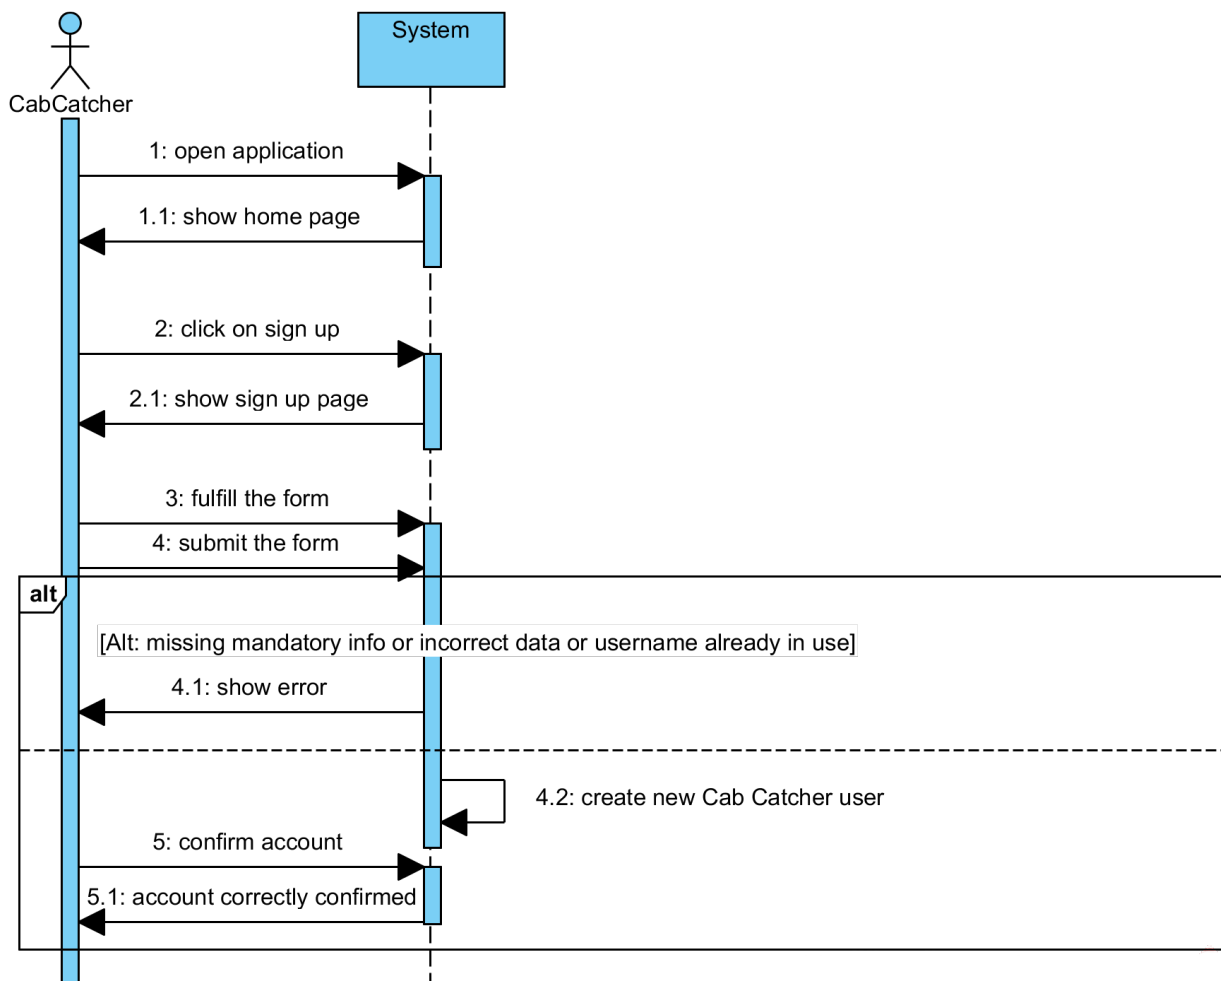 System
CabCatcher
1: open application
1.1: show home page
2: click on sign up
2.1: show sign up page
3: fulfill the form
4: submit the form
alt
[Alt: missing mandatory info or incorrect data or username already in use]
4.1: show error
4.2: create new Cab Catcher user
5: confirm account
5.1: account correctly confirmed